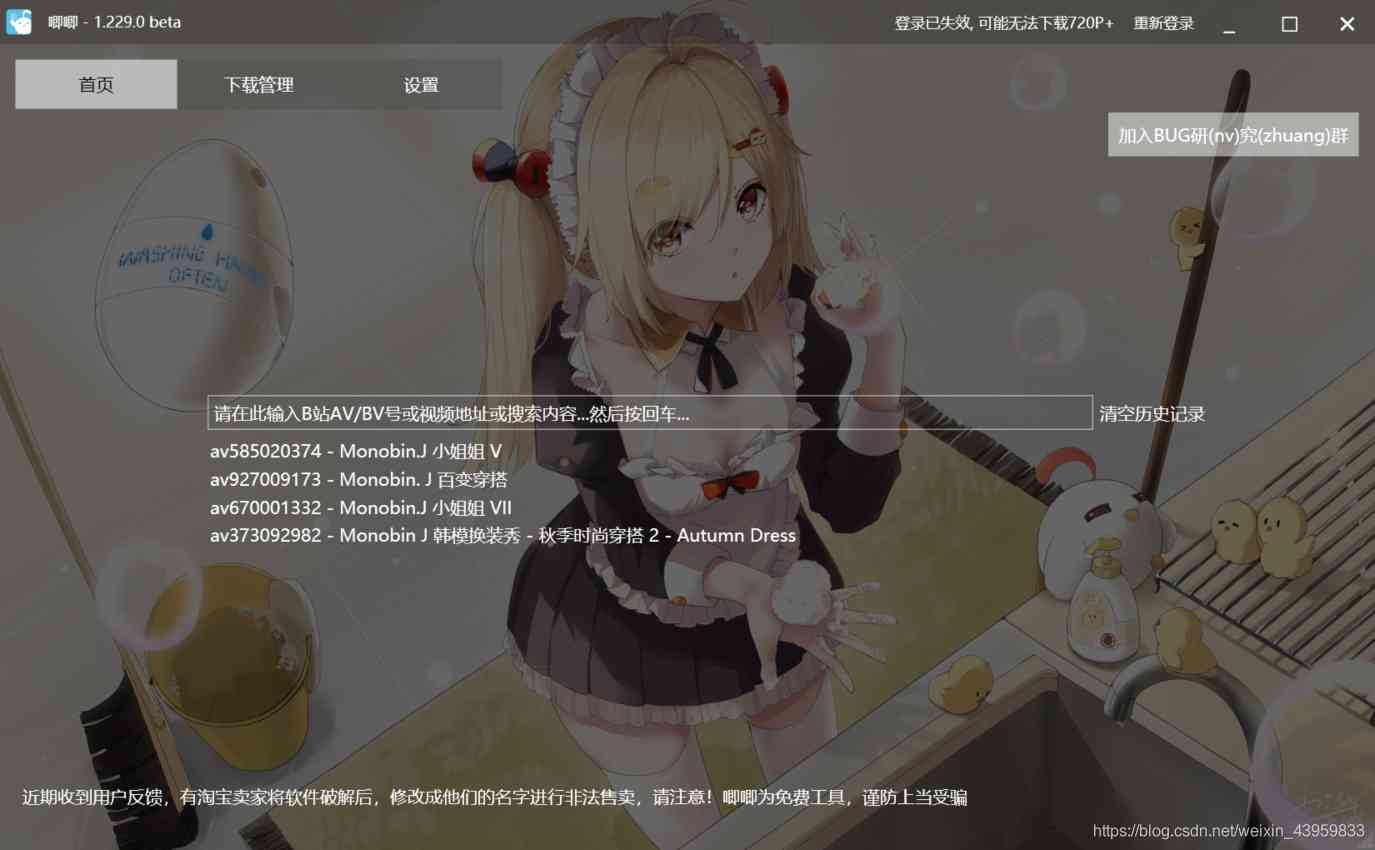 唧唧 - 1.229.0 beta
登录已失效, 可能无法下载720P+ 重新登录
首页 下载管理 设置
加入BUG研(nv)究(zhuang)群
WASHING HANDS
OFTEN
请在此输入B站AV/BV号或视频地址或搜索内容...然后按回车... 清空历史记录
av585020374 - Monobin.J 小姐姐 V
av927009173 - Monobin. J 百变穿搭
av670001332 - Monobin.J 小姐姐 VII
av373092982 - Monobin J 韩模换装秀 - 秋季时尚穿搭 2 - Autumn Dress
近期收到用户反馈，有淘宝卖家将软件破解后，修改成他们的名字进行非法售卖，请注意！唧唧为免费工具，谨防上当受骗
https://blog.csdn.net/weixin_43959833